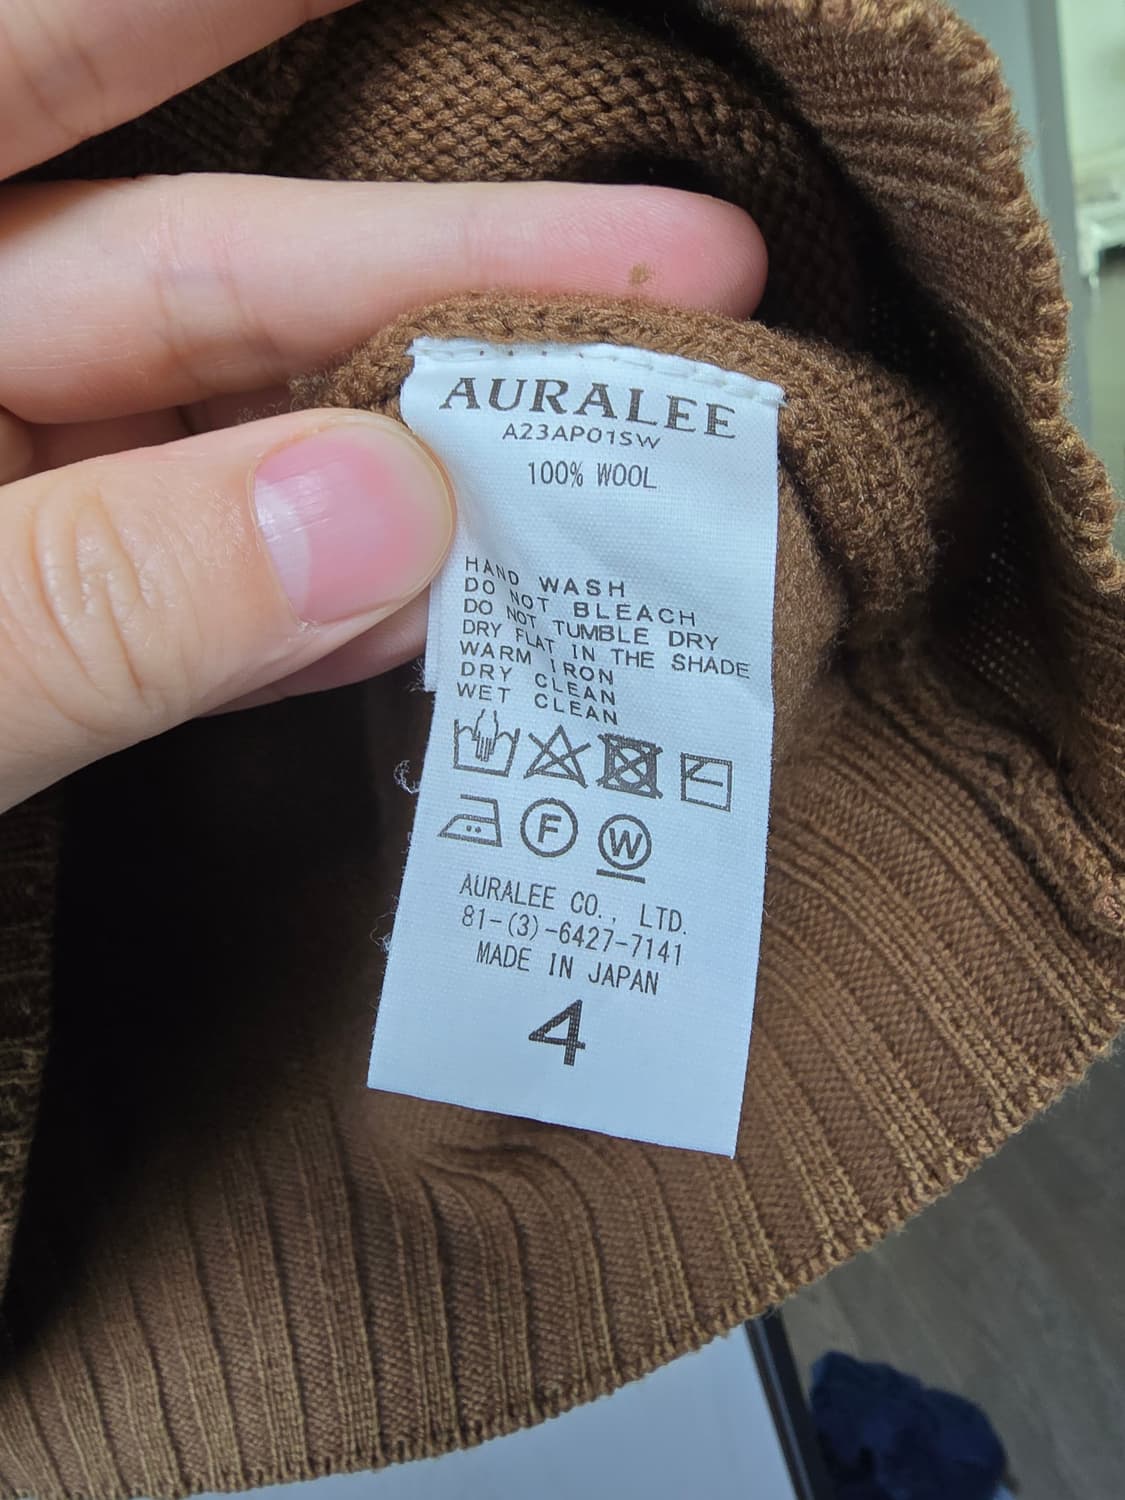 AURALEE
A23AP01SW
100% WOOL
HAND WASH
DO NOT BLEACH
DO NOT TUMBLE DRY
DRY FLAT IN THE SHADE
WARM IRON
DRY CLEAN
WET CLEAN
F W
AURALEE CO., LTD.
81-(3)-6427-7141
MADE IN JAPAN
4